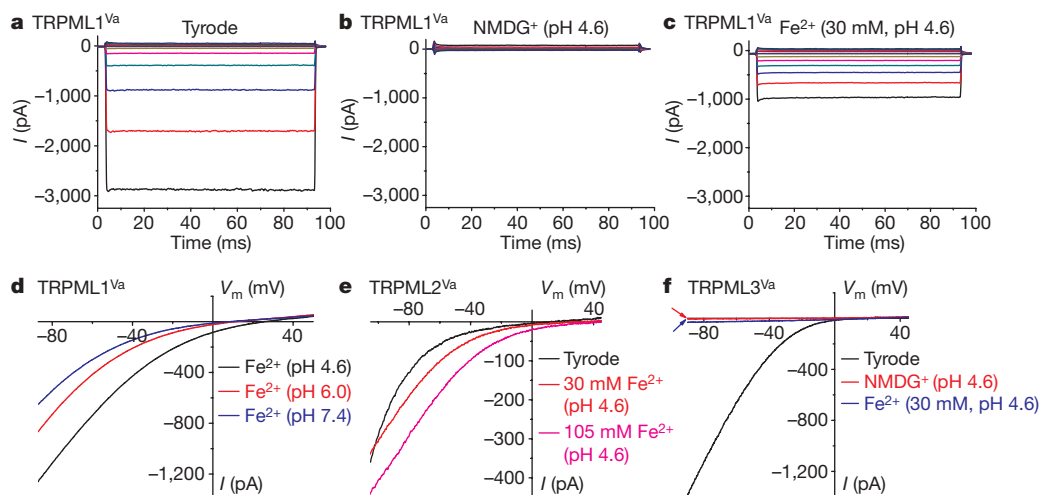 a TRPML1Va Tyrode
0
−1,000
−2,000
−3,000
I (pA)
0 20 40 60 80 100
Time (ms)
b TRPML1Va NMDG+ (pH 4.6)
0
−1,000
−2,000
−3,000
I (pA)
0 20 40 60 80 100
Time (ms)
c TRPML1Va Fe2+ (30 mM, pH 4.6)
0
−1,000
−2,000
−3,000
I (pA)
0 20 40 60 80 100
Time (ms)
d TRPML1Va Vm (mV)
−80 −40 40
−400
−800
−1,200
Fe2+ (pH 4.6)
Fe2+ (pH 6.0)
Fe2+ (pH 7.4)
I (pA)
e TRPML2Va Vm (mV)
−80 −40 40
−100
−200
−300
−400
Tyrode
30 mM Fe2+
(pH 4.6)
105 mM Fe2+
(pH 4.6)
I (pA)
f TRPML3Va Vm (mV)
−80 −40 40
−400
−800
−1,200
Tyrode
NMDG+ (pH 4.6)
Fe2+ (30 mM, pH 4.6)
I (pA)